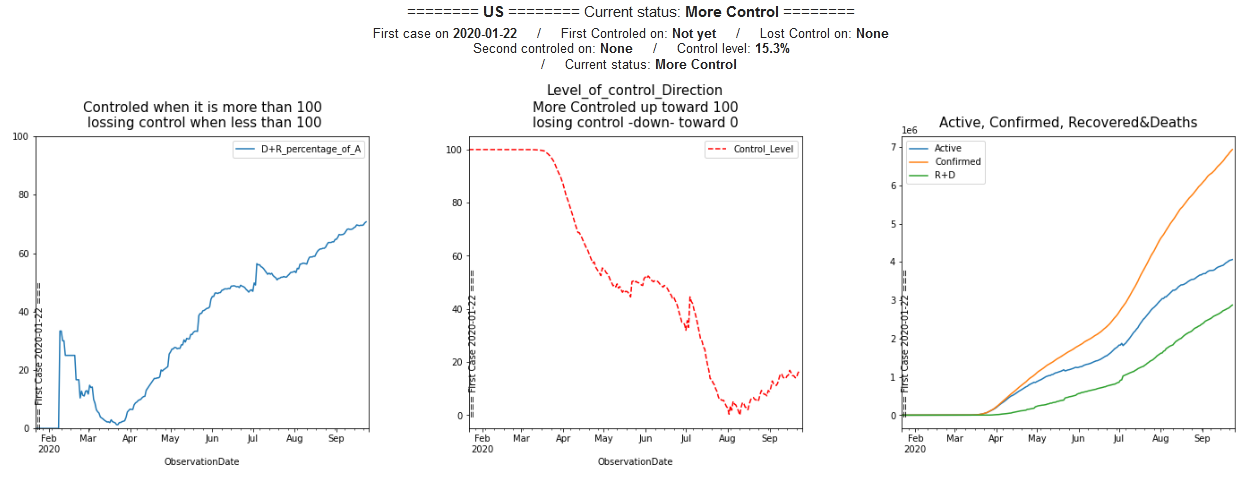 ======== US ======== Current status: More Control ========
First case on 2020-01-22 / First Controled on: Not yet / Lost Control on: None
Second controled on: None / Control level: 15.3%
/ Current status: More Control
Controled when it is more than 100
lossing control when less than 100
100
80
60
40
20
0
D+R_percentage_of_A
=== First Case 2020-01-22 ===
Feb Mar Apr May Jun Jul Aug Sep
2020
ObservationDate
Level_of_control_Direction
More Controled up toward 100
losing control -down- toward 0
100
80
60
40
20
0
Control_Level
=== First Case 2020-01-22 ===
Feb Mar Apr May Jun Jul Aug Sep
2020
ObservationDate
Active, Confirmed, Recovered&Deaths
1e6
7
6
5
4
3
2
1
0
Active
Confirmed
R+D
=== First Case 2020-01-22 ===
Feb Mar Apr May Jun Jul Aug Sep
2020